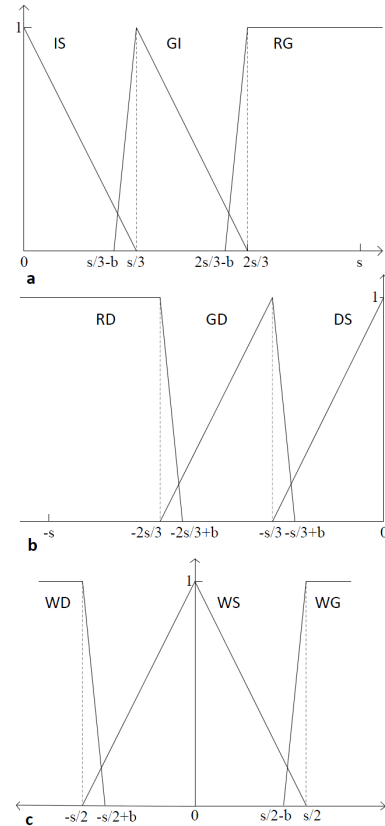 1 IS GI RG
0 s/3-b s/3 2s/3-b 2s/3 s
a
RD GD DS 1
-s -2s/3 -2s/3+b -s/3 -s/3+b 0
b
1
WD WS WG
-s/2 -s/2+b 0 s/2-b s/2
c